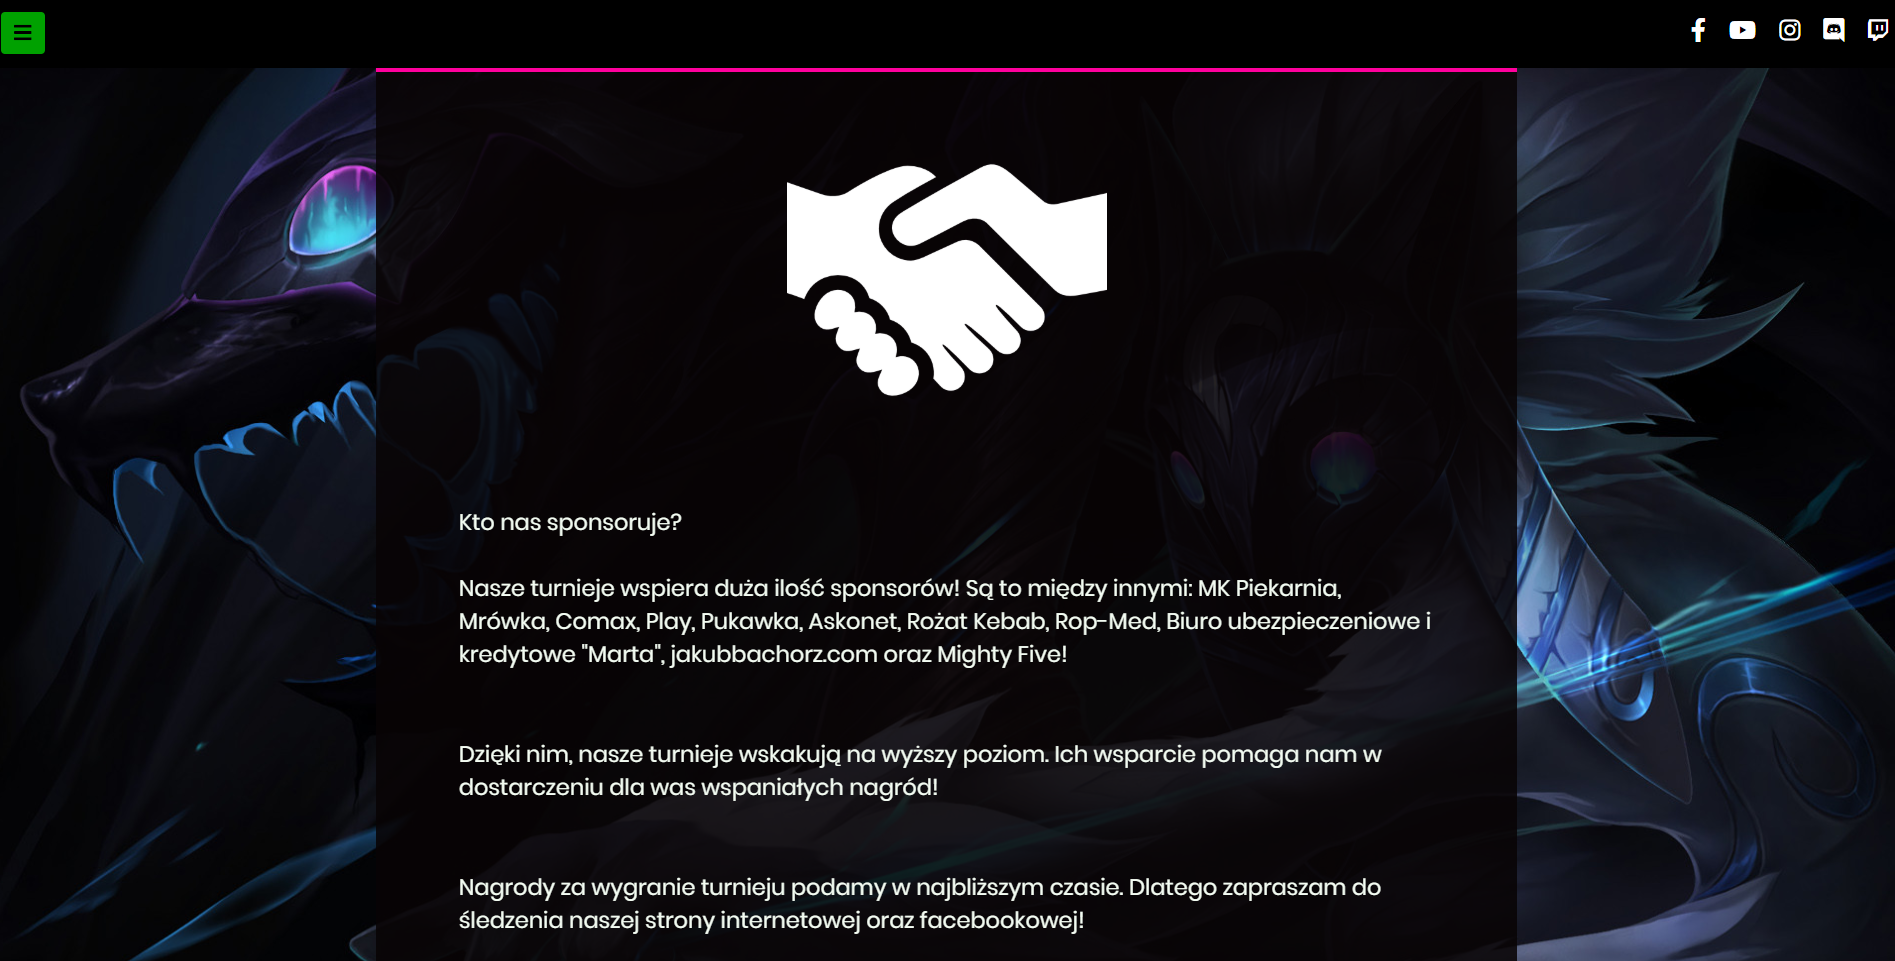 Kto nas sponsoruje?
Nasze turnieje wspiera duża ilość sponsorów! Są to między innymi: MK Piekarnia,
Mrówka, Comax, Play, Pukawka, Askonet, Rożat Kebab, Rop-Med, Biuro ubezpieczeniowe i
kredytowe "Marta", jakubbachorz.com oraz Mighty Five!
Dzięki nim, nasze turnieje wskakują na wyższy poziom. Ich wsparcie pomaga nam w
dostarczeniu dla was wspaniałych nagród!
Nagrody za wygranie turnieju podamy w najbliższym czasie. Dlatego zapraszam do
śledzenia naszej strony internetowej oraz facebookowej!